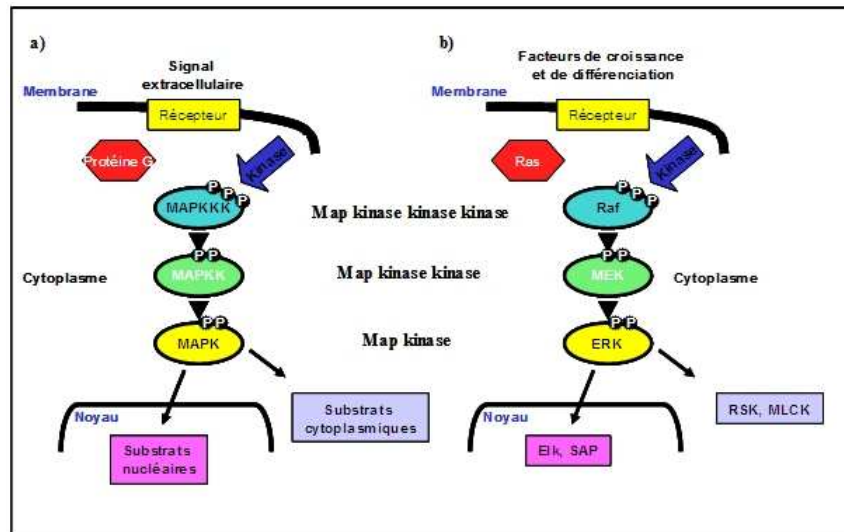 a)
Signal
extracellulaire
Membrane
Récepteur
Protéine G
Kinase
P P P
MAPKKK
Map kinase kinase kinase
P P
MAPKK
Map kinase kinase
Cytoplasme
P P
MAPK
Map kinase
Noyau
Substrats
cytoplasmiques
Substrats
nucléaires
b)
Facteurs de croissance
et de différenciation
Membrane
Récepteur
Ras
Kinase
P P P
Raf
P P
MEK
Cytoplasme
P P
ERK
Noyau
RSK, MLCK
Elk, SAP